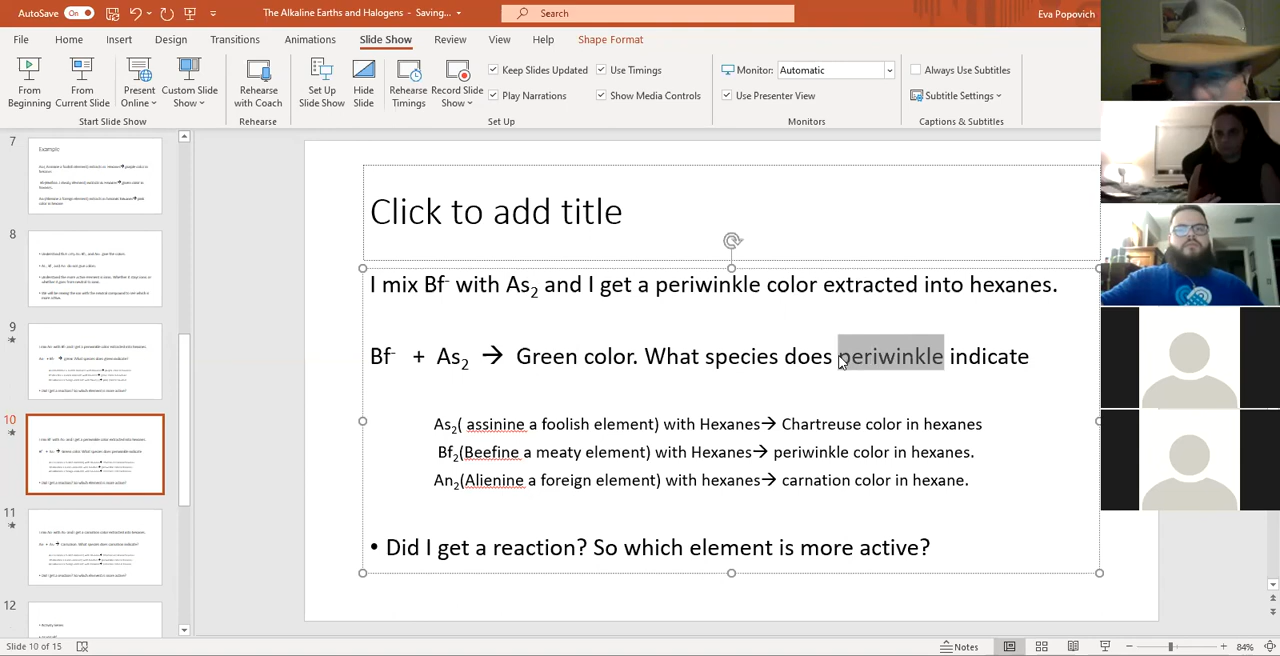 AutoSave On The Alkaline Earths and Halogens - Saving... Search Eva Popovich
File Home Insert Design Transitions Animations Slide Show Review View Help Shape Format
From Beginning From Current Slide Present Online Custom Slide Show Rehearse with Coach Set Up Slide Show Hide Slide Rehearse Timings Record Slide Show
Keep Slides Updated Use Timings Monitor: Automatic Always Use Subtitles
Play Narrations Show Media Controls Use Presenter View Subtitle Settings
Start Slide Show Rehearse Set Up Monitors Captions & Subtitles
7
Example
8
9
10
11
12
Click to add title
I mix Bf⁻ with As₂ and I get a periwinkle color extracted into hexanes.
Bf⁻ + As₂ → Green color. What species does periwinkle indicate
As₂( assinine a foolish element) with Hexanes→ Chartreuse color in hexanes
Bf₂(Beefine a meaty element) with Hexanes→ periwinkle color in hexanes.
An₂(Alienine a foreign element) with hexanes→ carnation color in hexane.
• Did I get a reaction? So which element is more active?
Slide 10 of 15 Notes 84%